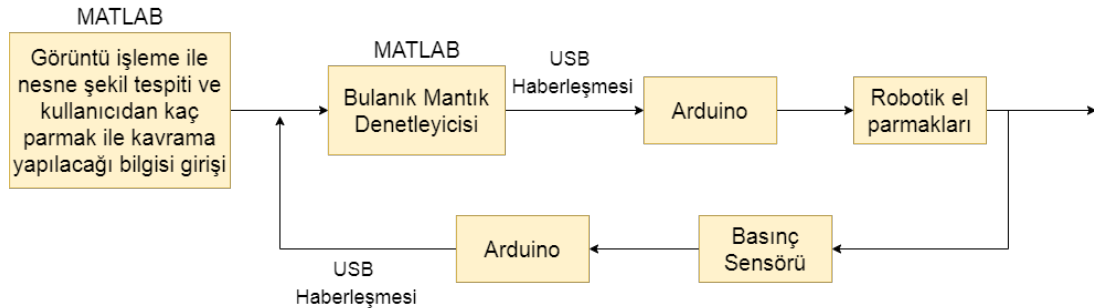 MATLAB
Görüntü işleme ile
nesne şekil tespiti ve
kullanıcıdan kaç
parmak ile kavrama
yapılacağı bilgisi girişi
MATLAB
Bulanık Mantık
Denetleyicisi
USB
Haberleşmesi
Arduino
Robotik el
parmakları
Basınç
Sensörü
Arduino
USB
Haberleşmesi